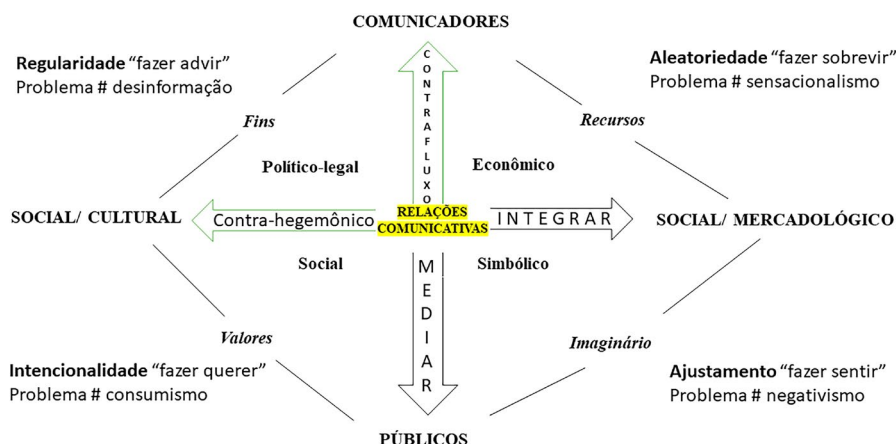 COMUNICADORES
Regularidade “fazer advir”
Problema # desinformação
Aleatoriedade “fazer sobrevir”
Problema # sensacionalismo
Fins
Recursos
CONTRAFLUXO
Político-legal
Econômico
SOCIAL/ CULTURAL
Contra-hegemônico
RELAÇÕES
COMUNICATIVAS
INTEGRAR
SOCIAL/ MERCADOLÓGICO
Social
Simbólico
MEDIAR
Valores
Imaginário
Intencionalidade “fazer querer”
Problema # consumismo
Ajustamento “fazer sentir”
Problema # negativismo
PÚBLICOS